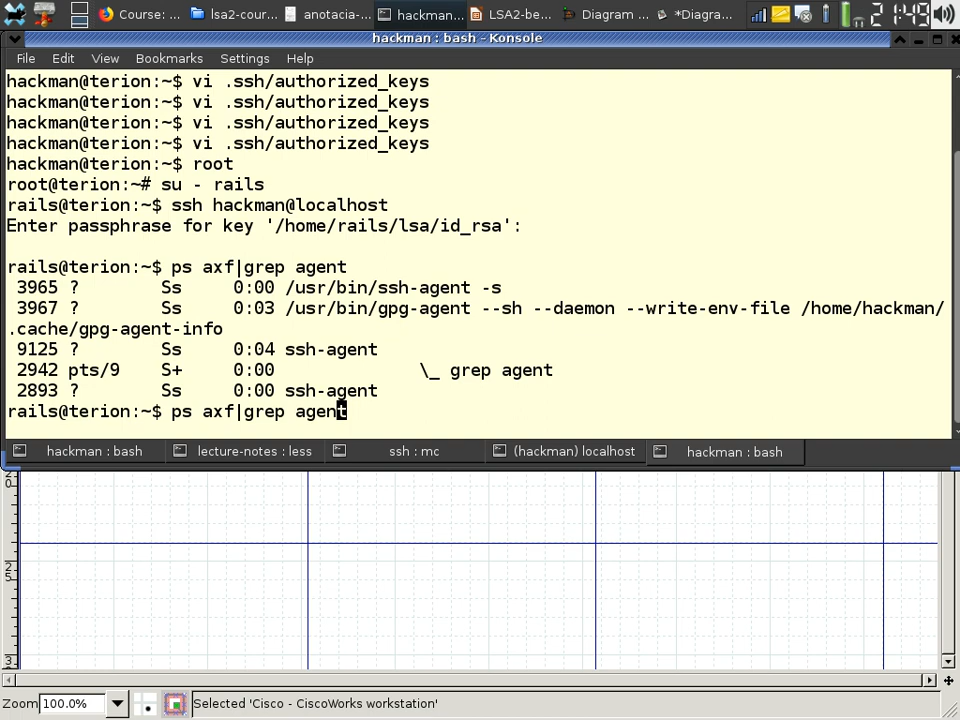 Course: ...
lsa2-cour...
anotacia-...
hackman...
LSA2-be...
Diagram ...
*Diagra...
2
1:49
hackman : bash - Konsole
File Edit View Bookmarks Settings Help
hackman@terion:~$ vi .ssh/authorized_keys
hackman@terion:~$ vi .ssh/authorized_keys
hackman@terion:~$ vi .ssh/authorized_keys
hackman@terion:~$ vi .ssh/authorized_keys
hackman@terion:~$ root
root@terion:~# su - rails
rails@terion:~$ ssh hackman@localhost
Enter passphrase for key '/home/rails/lsa/id_rsa':
rails@terion:~$ ps axf|grep agent
3965 ? Ss 0:00 /usr/bin/ssh-agent -s
3967 ? Ss 0:03 /usr/bin/gpg-agent --sh --daemon --write-env-file /home/hackman/
.cache/gpg-agent-info
9125 ? Ss 0:04 ssh-agent
2942 pts/9 S+ 0:00 \_ grep agent
2893 ? Ss 0:00 ssh-agent
rails@terion:~$ ps axf|grep agent
hackman : bash
lecture-notes : less
ssh : mc
(hackman) localhost
hackman : bash
Zoom 100.0% Selected 'Cisco - CiscoWorks workstation'